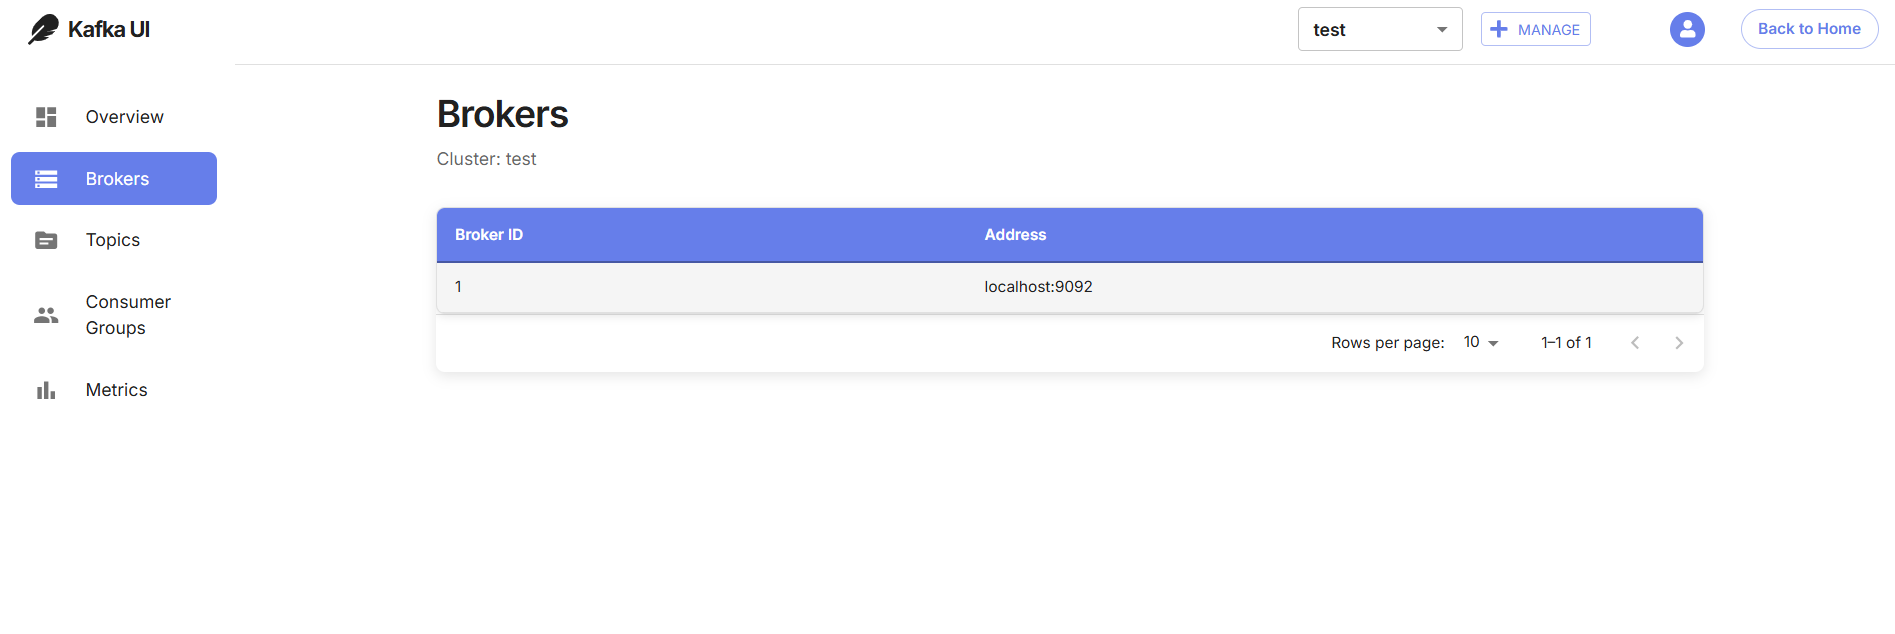 Kafka UI
test
MANAGE
Back to Home
Overview
Brokers
Topics
Consumer
Groups
Metrics
Brokers
Cluster: test
Broker ID Address
1 localhost:9092
Rows per page: 10 1–1 of 1